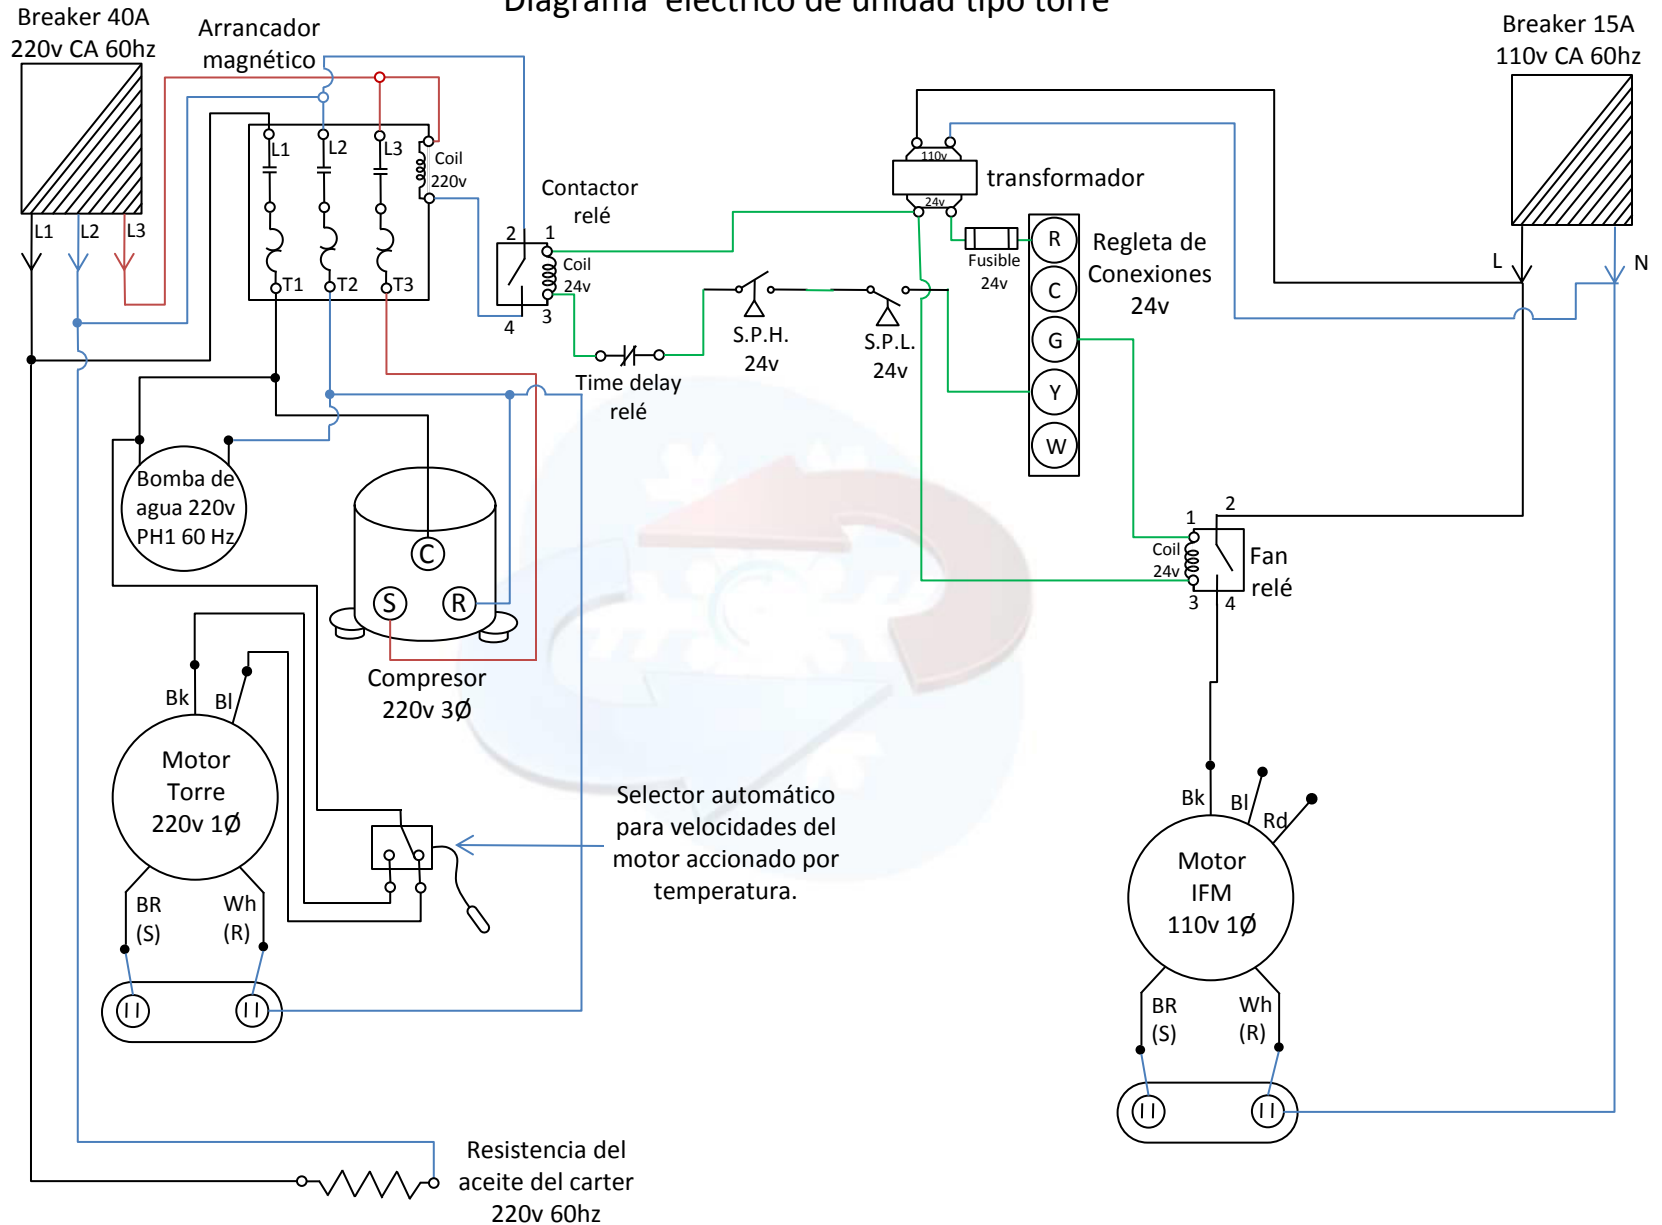 Diagrama eléctrico de unidad tipo torre
Breaker 40A
220v CA 60hz
Arrancador
magnético
Breaker 15A
110v CA 60hz
L1
L2
L3
L1
L2
L3
Coil
220v
T1
T2
T3
Contactor
relé
2
1
Coil
24v
4
3
110v
24v
transformador
Fusible
24v
R
C
G
Y
W
Regleta de
Conexiones
24v
L
N
S.P.H.
24v
S.P.L.
24v
Time delay
relé
Bomba de
agua 220v
PH1 60 Hz
C
S
R
Compresor
220v 3Ø
1
2
Coil
24v
3
4
Fan
relé
Bk
Bl
Motor
Torre
220v 1Ø
BR
(S)
Wh
(R)
Selector automático
para velocidades del
motor accionado por
temperatura.
Bk
Bl
Rd
Motor
IFM
110v 1Ø
BR
(S)
Wh
(R)
Resistencia del
aceite del carter
220v 60hz